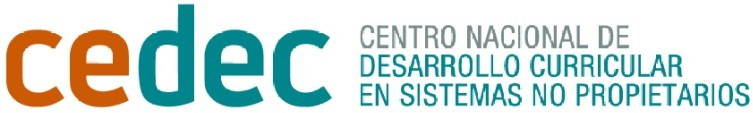 cedec
CENTRO NACIONAL DE
DESARROLLO CURRICULAR
EN SISTEMAS NO PROPIETARIOS